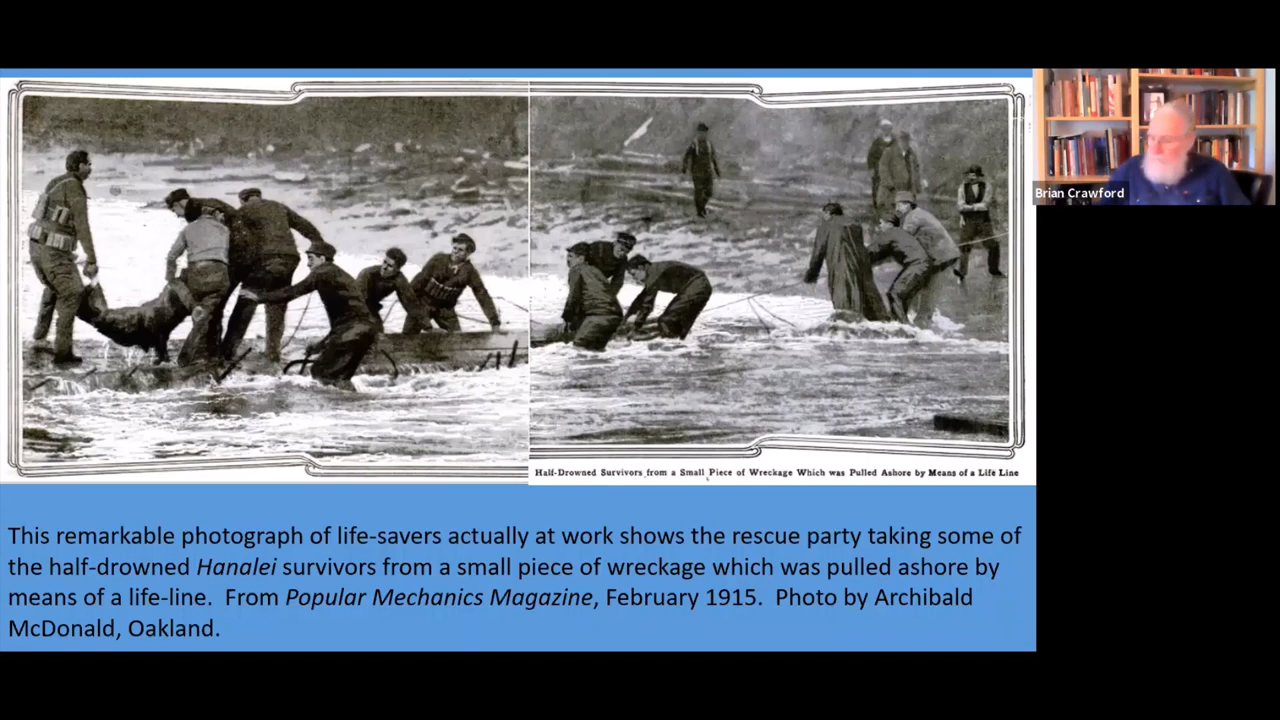 Brian Crawford
Half-Drowned Survivors from a Small Piece of Wreckage Which was Pulled Ashore by Means of a Life Line
This remarkable photograph of life-savers actually at work shows the rescue party taking some of
the half-drowned Hanalei survivors from a small piece of wreckage which was pulled ashore by
means of a life-line.  From Popular Mechanics Magazine, February 1915.  Photo by Archibald
McDonald, Oakland.